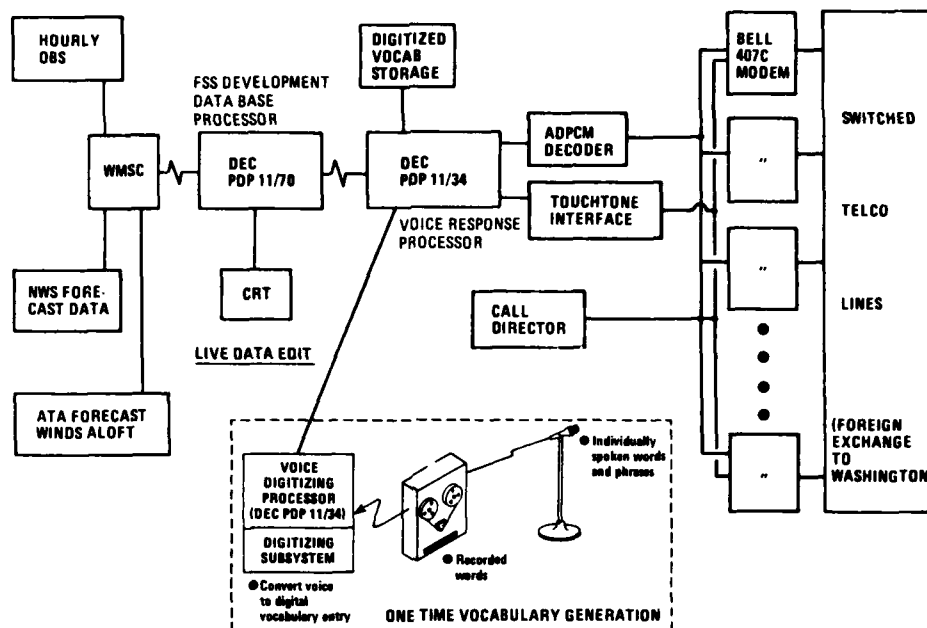 HOURLY
OBS
DIGITIZED
VOCAB
STORAGE
BELL
407C
MODEM
FSS DEVELOPMENT
DATA BASE
PROCESSOR
WMSC
DEC
PDP 11/70
DEC
PDP 11/34
ADPCM
DECODER
SWITCHED
"
TOUCHTONE
INTERFACE
TELCO
VOICE RESPONSE
PROCESSOR
NWS FORE-
CAST DATA
CRT
"
CALL
DIRECTOR
LINES
LIVE DATA EDIT
ATA FORECAST
WINDS ALOFT
(FOREIGN
EXCHANGE
TO
WASHINGTON
"
VOICE
DIGITIZING
PROCESSOR
(DEC PDP 11/34)
DIGITIZING
SUBSYSTEM
● Individually
spoken words
and phrases
● Recorded
words
● Convert voice
to digital
vocabulary entry
ONE TIME VOCABULARY GENERATION